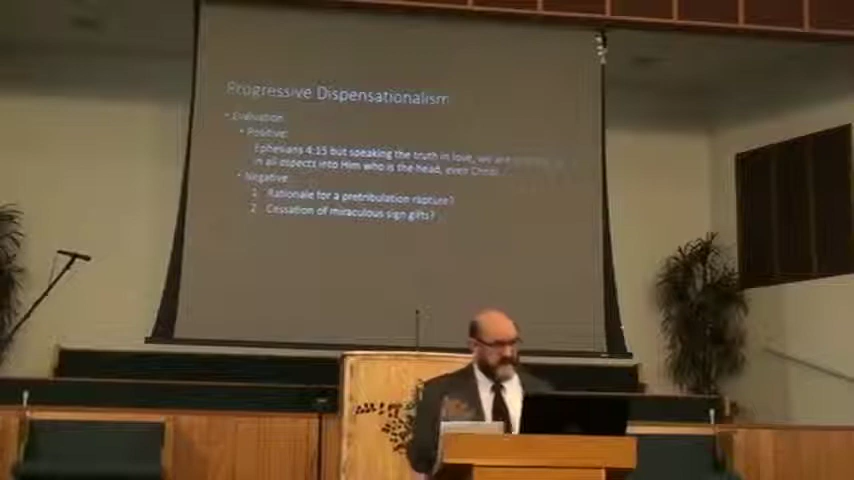 Progressive Dispensationalism
• Evaluation
• Positive:
Ephesians 4:15 but speaking the truth in love, we are
in all aspects into Him who is the head, even Christ
• Negative
1 Rationale for a pretribulation rapture?
2 Cessation of miraculous sign gifts?